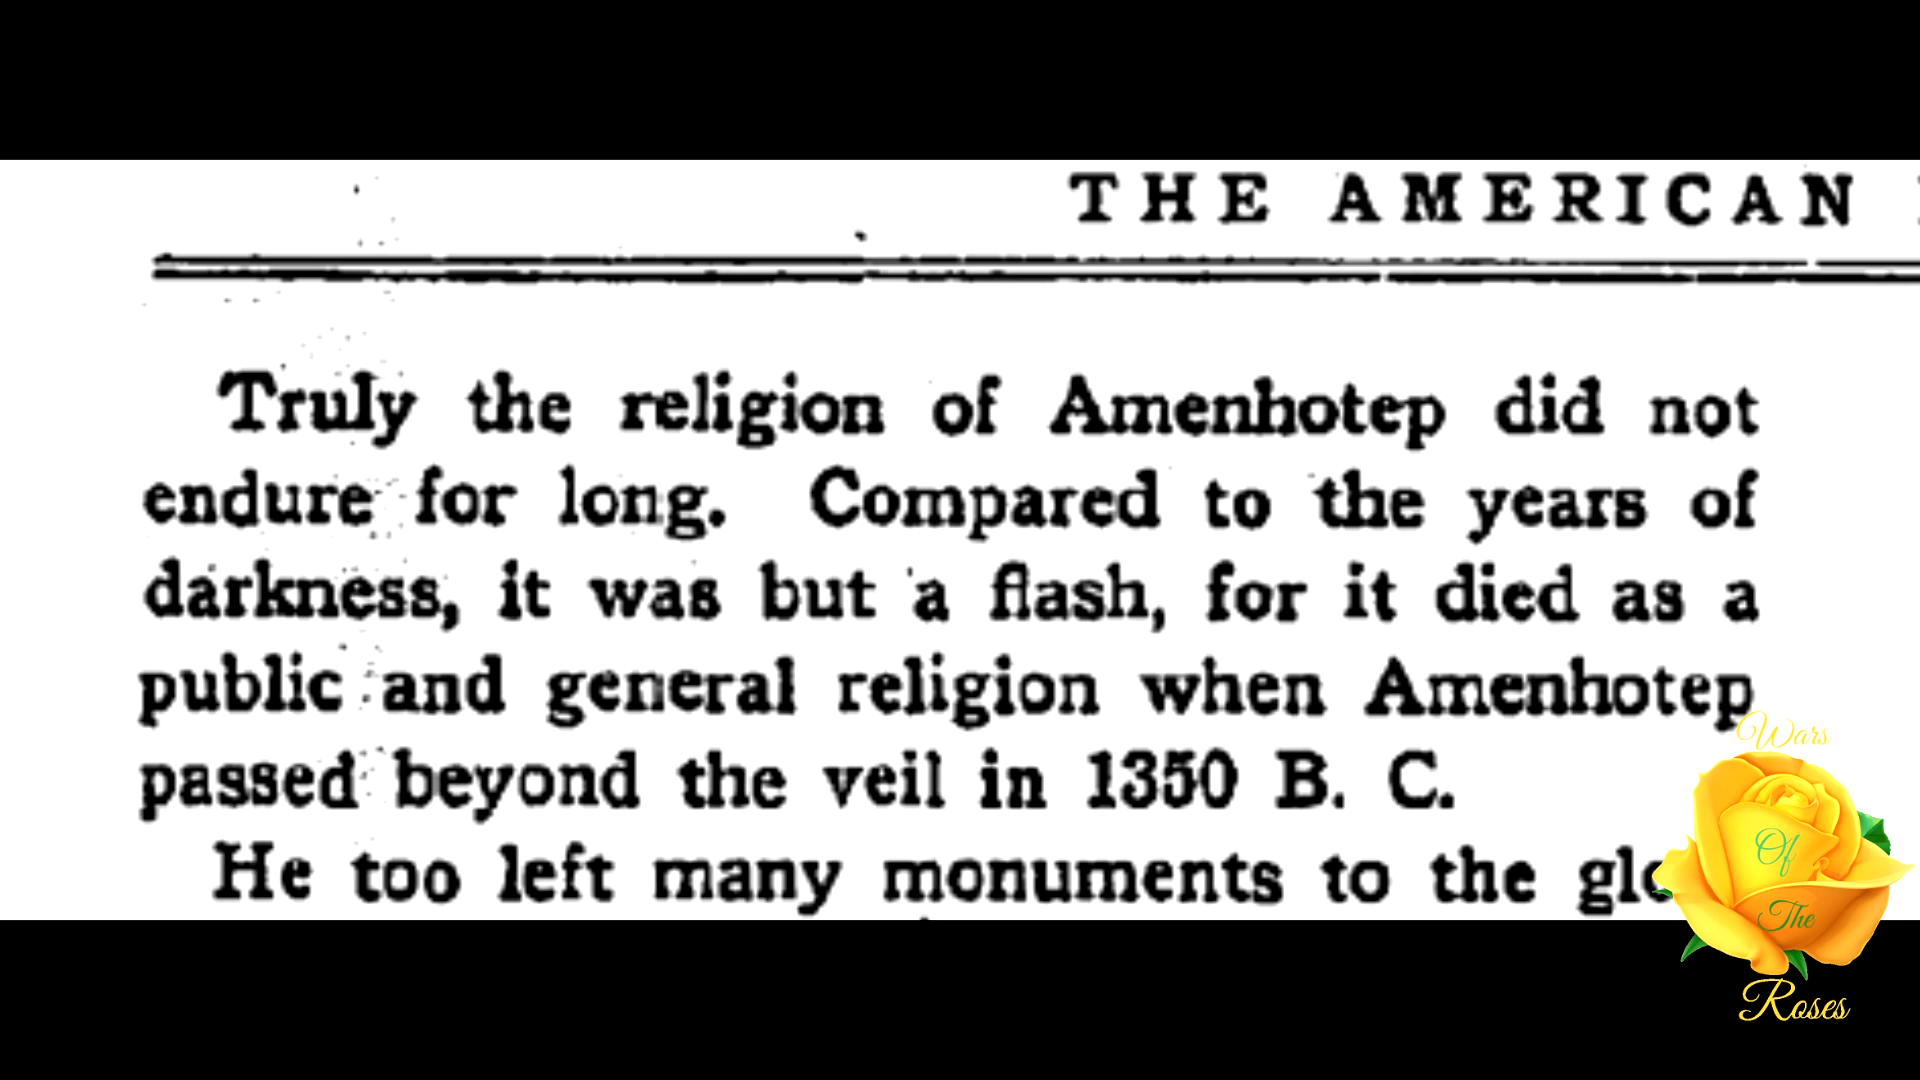 THE AMERICAN
Truly the religion of Amenhotep did not
endure for long. Compared to the years of
darkness, it was but a flash, for it died as a
public and general religion when Amenhotep
passed beyond the veil in 1350 B. C.
He too left many monuments to the glo
Wars
Of
The
Roses